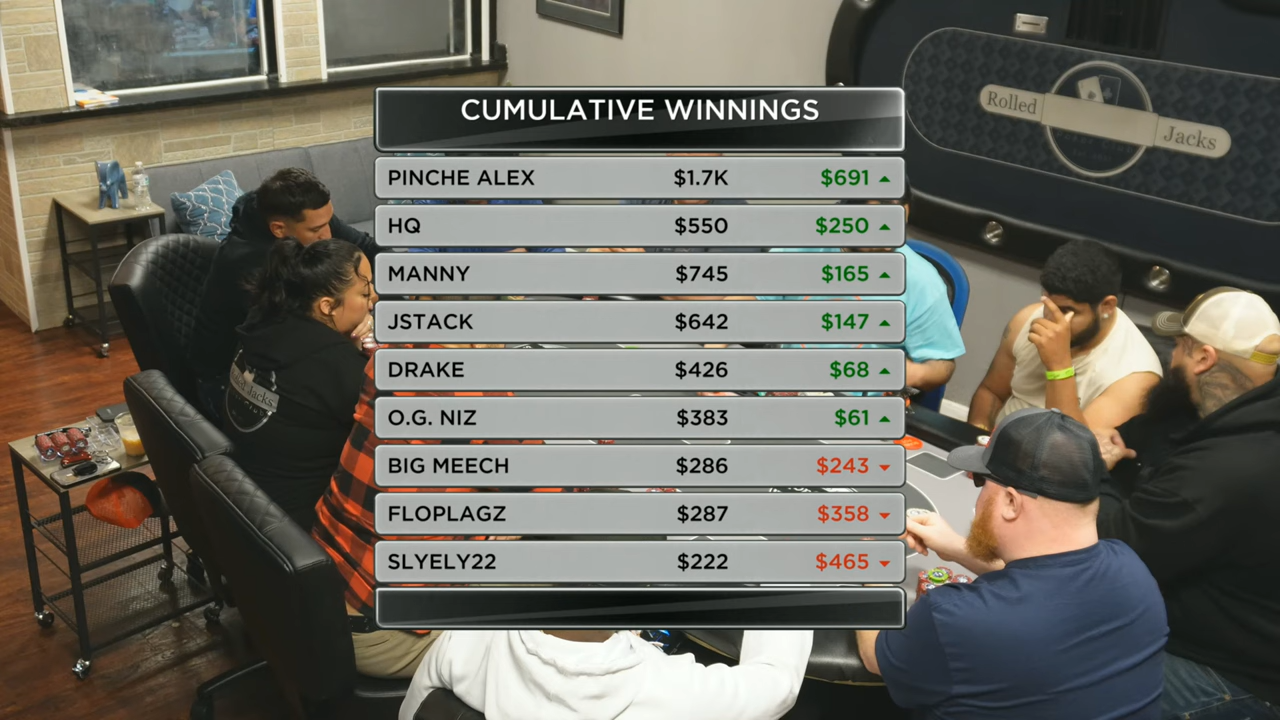 CUMULATIVE WINNINGS
PINCHE ALEX $1.7K $691
HQ $550 $250
MANNY $745 $165
JSTACK $642 $147
DRAKE $426 $68
O.G. NIZ $383 $61
BIG MEECH $286 $243
FLOPLAGZ $287 $358
SLYELY22 $222 $465
Rolled
Jacks
Jacks